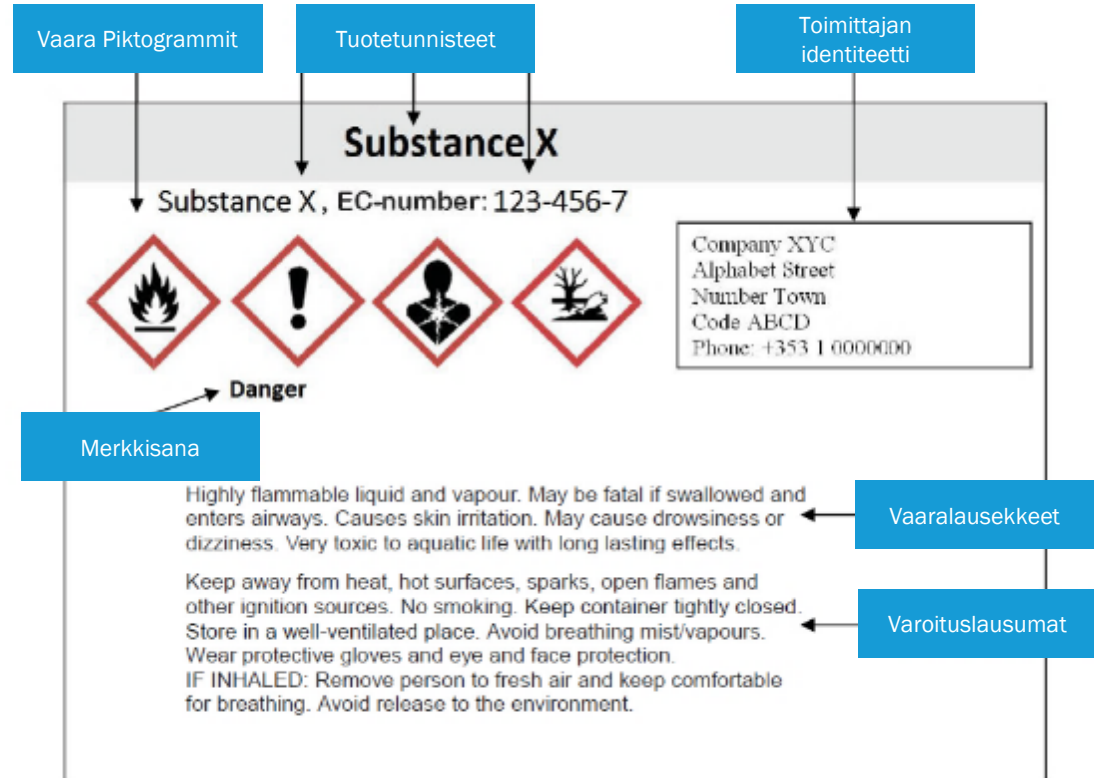 Vaara Piktogrammit
Tuotetunnisteet
Toimittajan
identiteetti
Substance X
Substance X, EC-number: 123-456-7
Company XYC
Alphabet Street
Number Town
Code ABCD
Phone: +353 1 0000000
Danger
Merkkisana
Highly flammable liquid and vapour. May be fatal if swallowed and
enters airways. Causes skin irritation. May cause drowsiness or
dizziness. Very toxic to aquatic life with long lasting effects.
Vaaralausekkeet
Keep away from heat, hot surfaces, sparks, open flames and
other ignition sources. No smoking. Keep container tightly closed.
Store in a well-ventilated place. Avoid breathing mist/vapours.
Wear protective gloves and eye and face protection.
IF INHALED: Remove person to fresh air and keep comfortable
for breathing. Avoid release to the environment.
Varoituslausumat